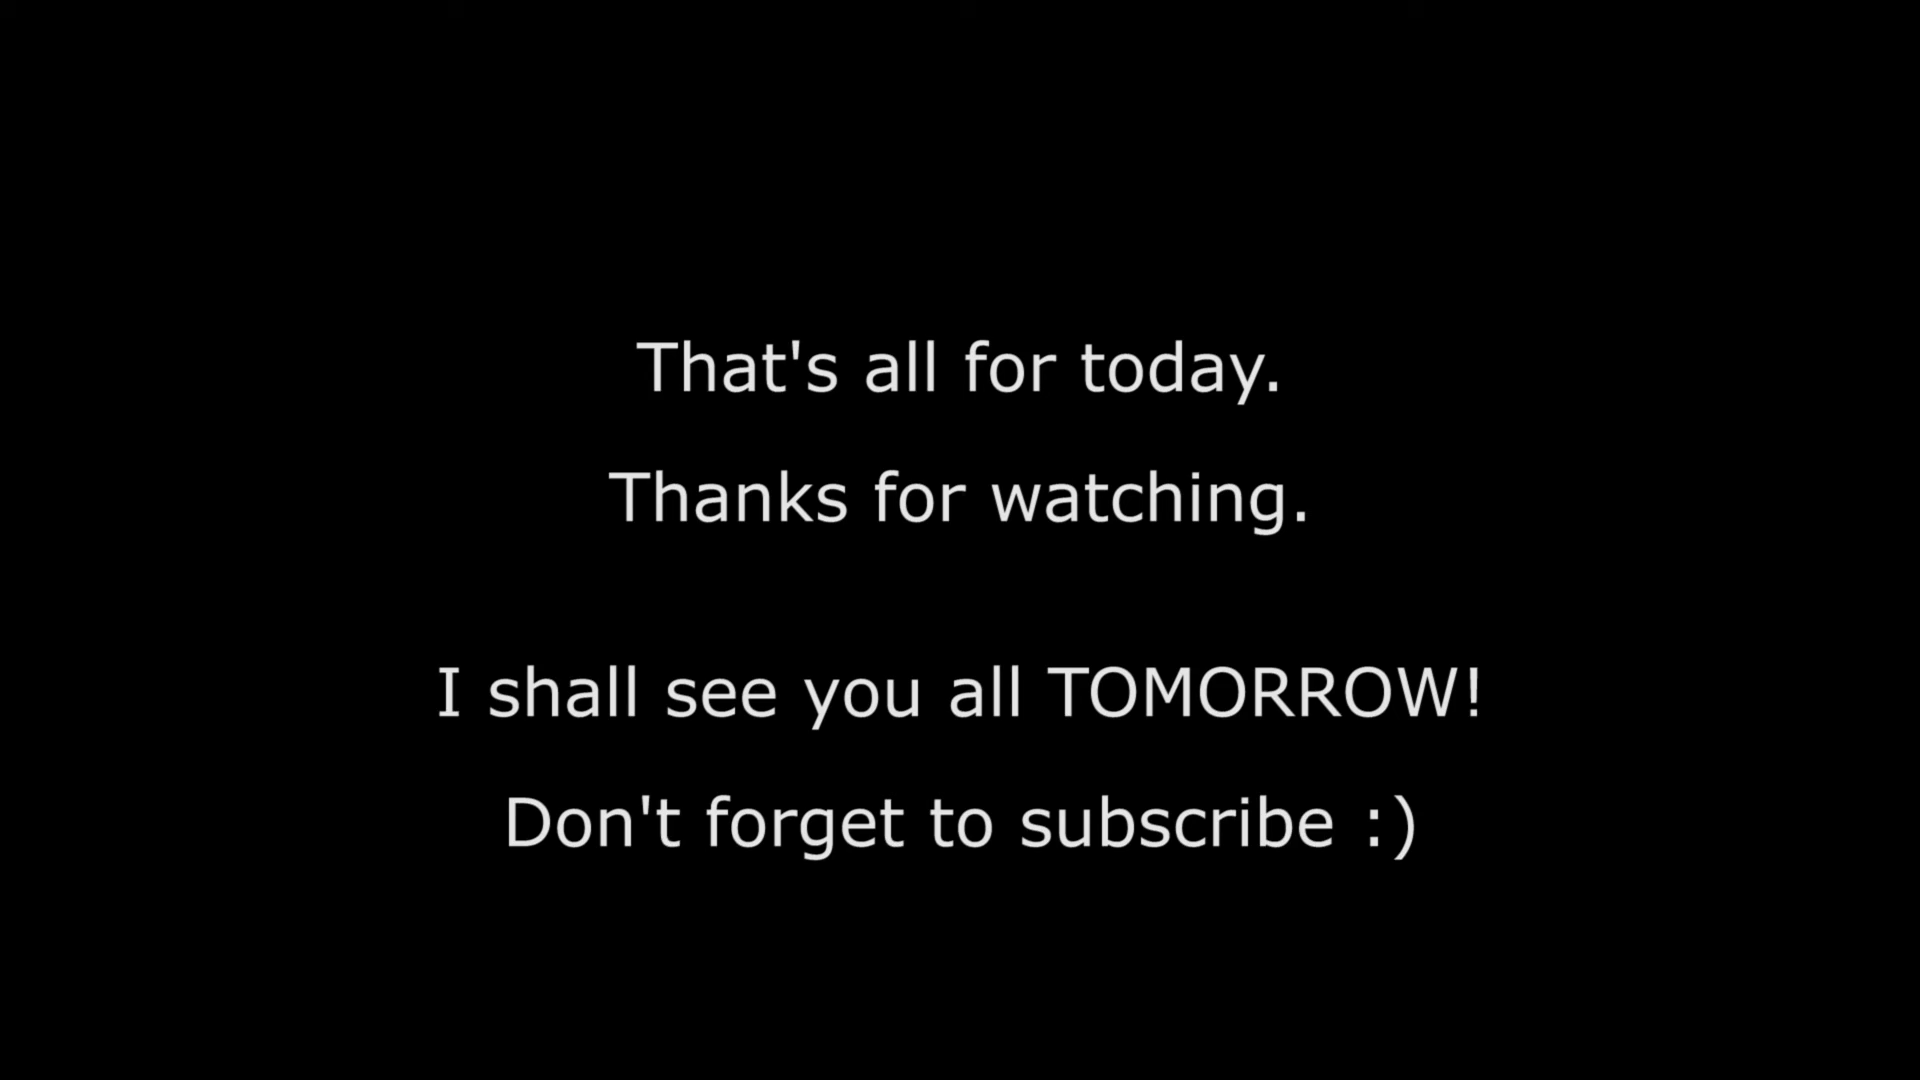 That's all for today.
Thanks for watching.
I shall see you all TOMORROW!
Don't forget to subscribe :)